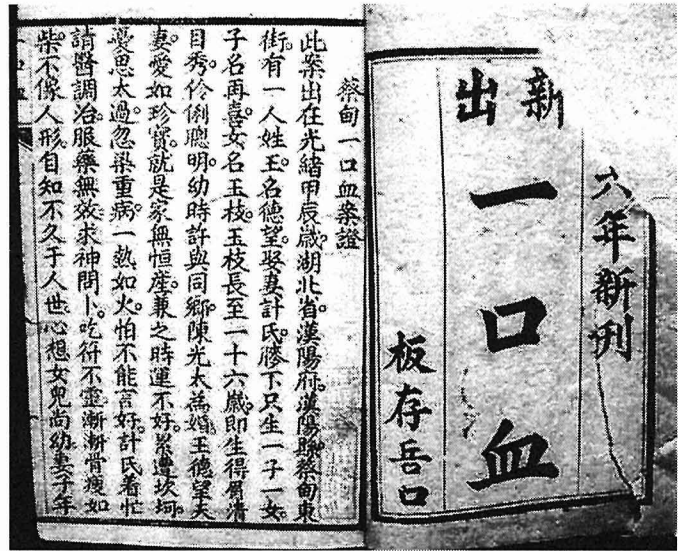 六年新刊
新出
一口血
板存岳口
蔡甸一口血案證
此案出在光緒甲辰歲湖北省漢陽府漢陽縣蔡甸東
街。有一人姓王名德望娶妻計氏膝下只生一子一女。
子名再喜女名玉枝玉枝長至一十六歲即生得眉清
目秀伶俐聰明幼時許與同鄉陳光太為婚王德望夫
妻愛如珍寶就是家無恒產兼之時運不好累遭坎坷。
憂思太過忽染重病一熱如火怕不能言好計氏着忙
請醫調治服藥無效求神問卜吃符不靈漸漸骨瘦如
柴不像人形自知不久于人世心想女兒尚幼妻子年